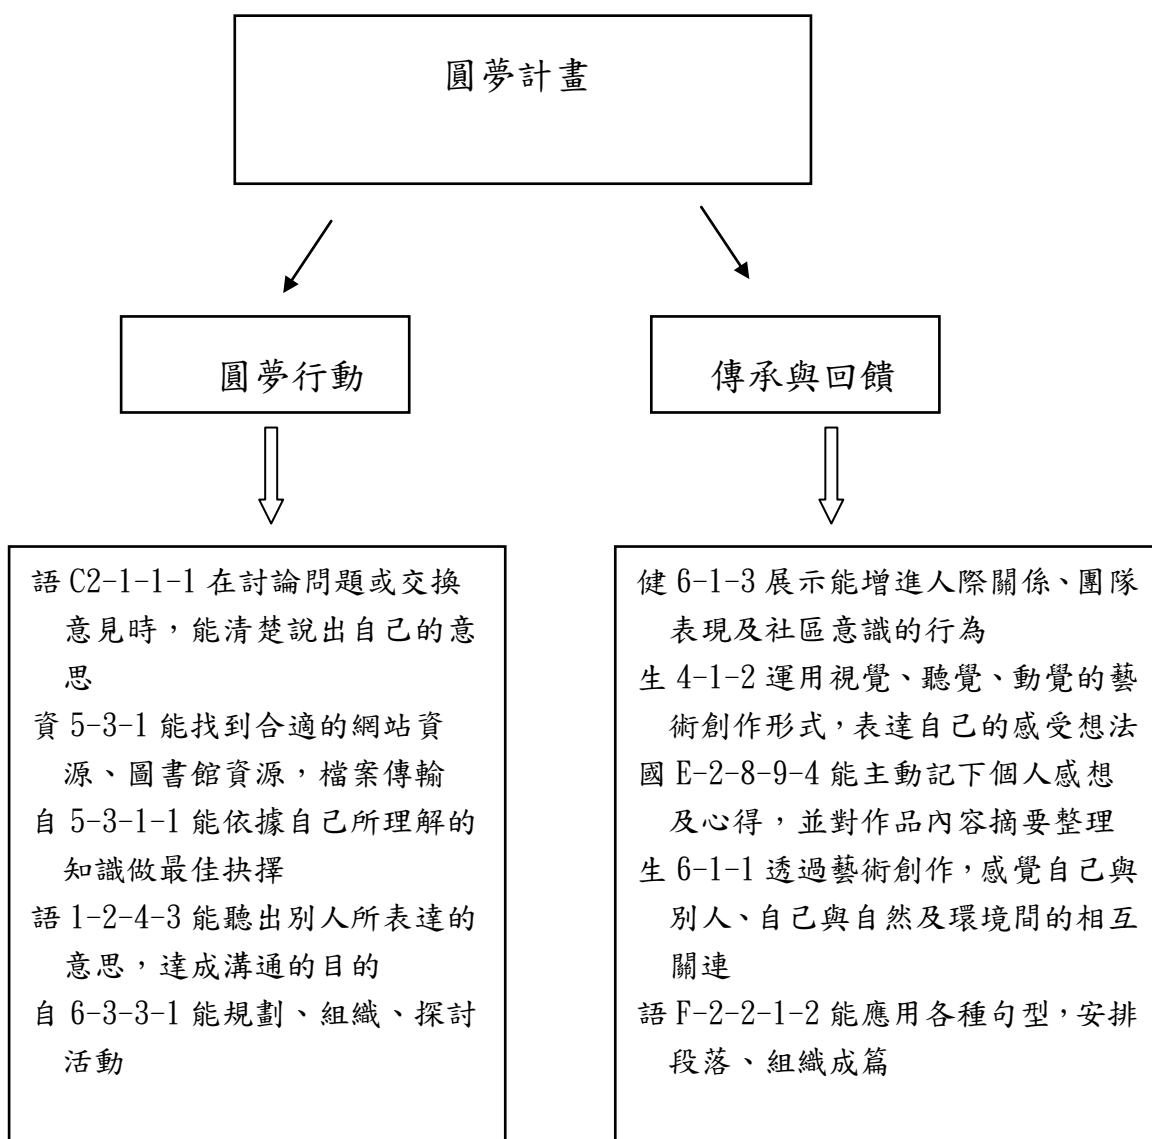 圓夢計畫
圓夢行動
傳承與回饋
語 C2-1-1-1 在討論問題或交換
意見時，能清楚說出自己的意
思
資 5-3-1 能找到合適的網站資
源、圖書館資源，檔案傳輸
自 5-3-1-1 能依據自己所理解的
知識做最佳抉擇
語 1-2-4-3 能聽出別人所表達的
意思，達成溝通的目的
自 6-3-3-1 能規劃、組織、探討
活動
健 6-1-3 展示能增進人際關係、團隊
表現及社區意識的行為
生 4-1-2 運用視覺、聽覺、動覺的藝
術創作形式，表達自己的感受想法
國 E-2-8-9-4 能主動記下個人感想
及心得，並對作品內容摘要整理
生 6-1-1 透過藝術創作，感覺自己與
別人、自己與自然及環境間的相互
關連
語 F-2-2-1-2 能應用各種句型，安排
段落、組織成篇